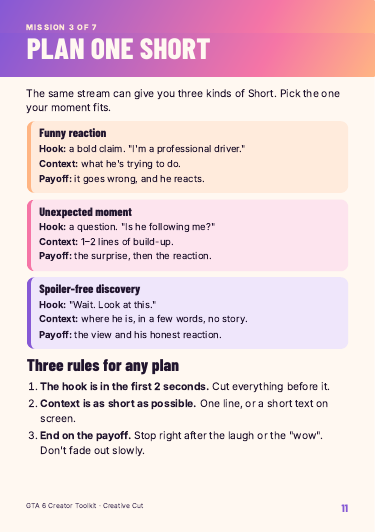 MISSION 3 OF 7
PLAN ONE SHORT
The same stream can give you three kinds of Short. Pick the one
your moment fits.
Funny reaction
Hook: a bold claim. "I'm a professional driver."
Context: what he's trying to do.
Payoff: it goes wrong, and he reacts.
Unexpected moment
Hook: a question. "Is he following me?"
Context: 1–2 lines of build-up.
Payoff: the surprise, then the reaction.
Spoiler-free discovery
Hook: "Wait. Look at this."
Context: where he is, in a few words, no story.
Payoff: the view and his honest reaction.
Three rules for any plan
1. The hook is in the first 2 seconds. Cut everything before it.
2. Context is as short as possible. One line, or a short text on
screen.
3. End on the payoff. Stop right after the laugh or the "wow".
Don't fade out slowly.
GTA 6 Creator Toolkit · Creative Cut
11